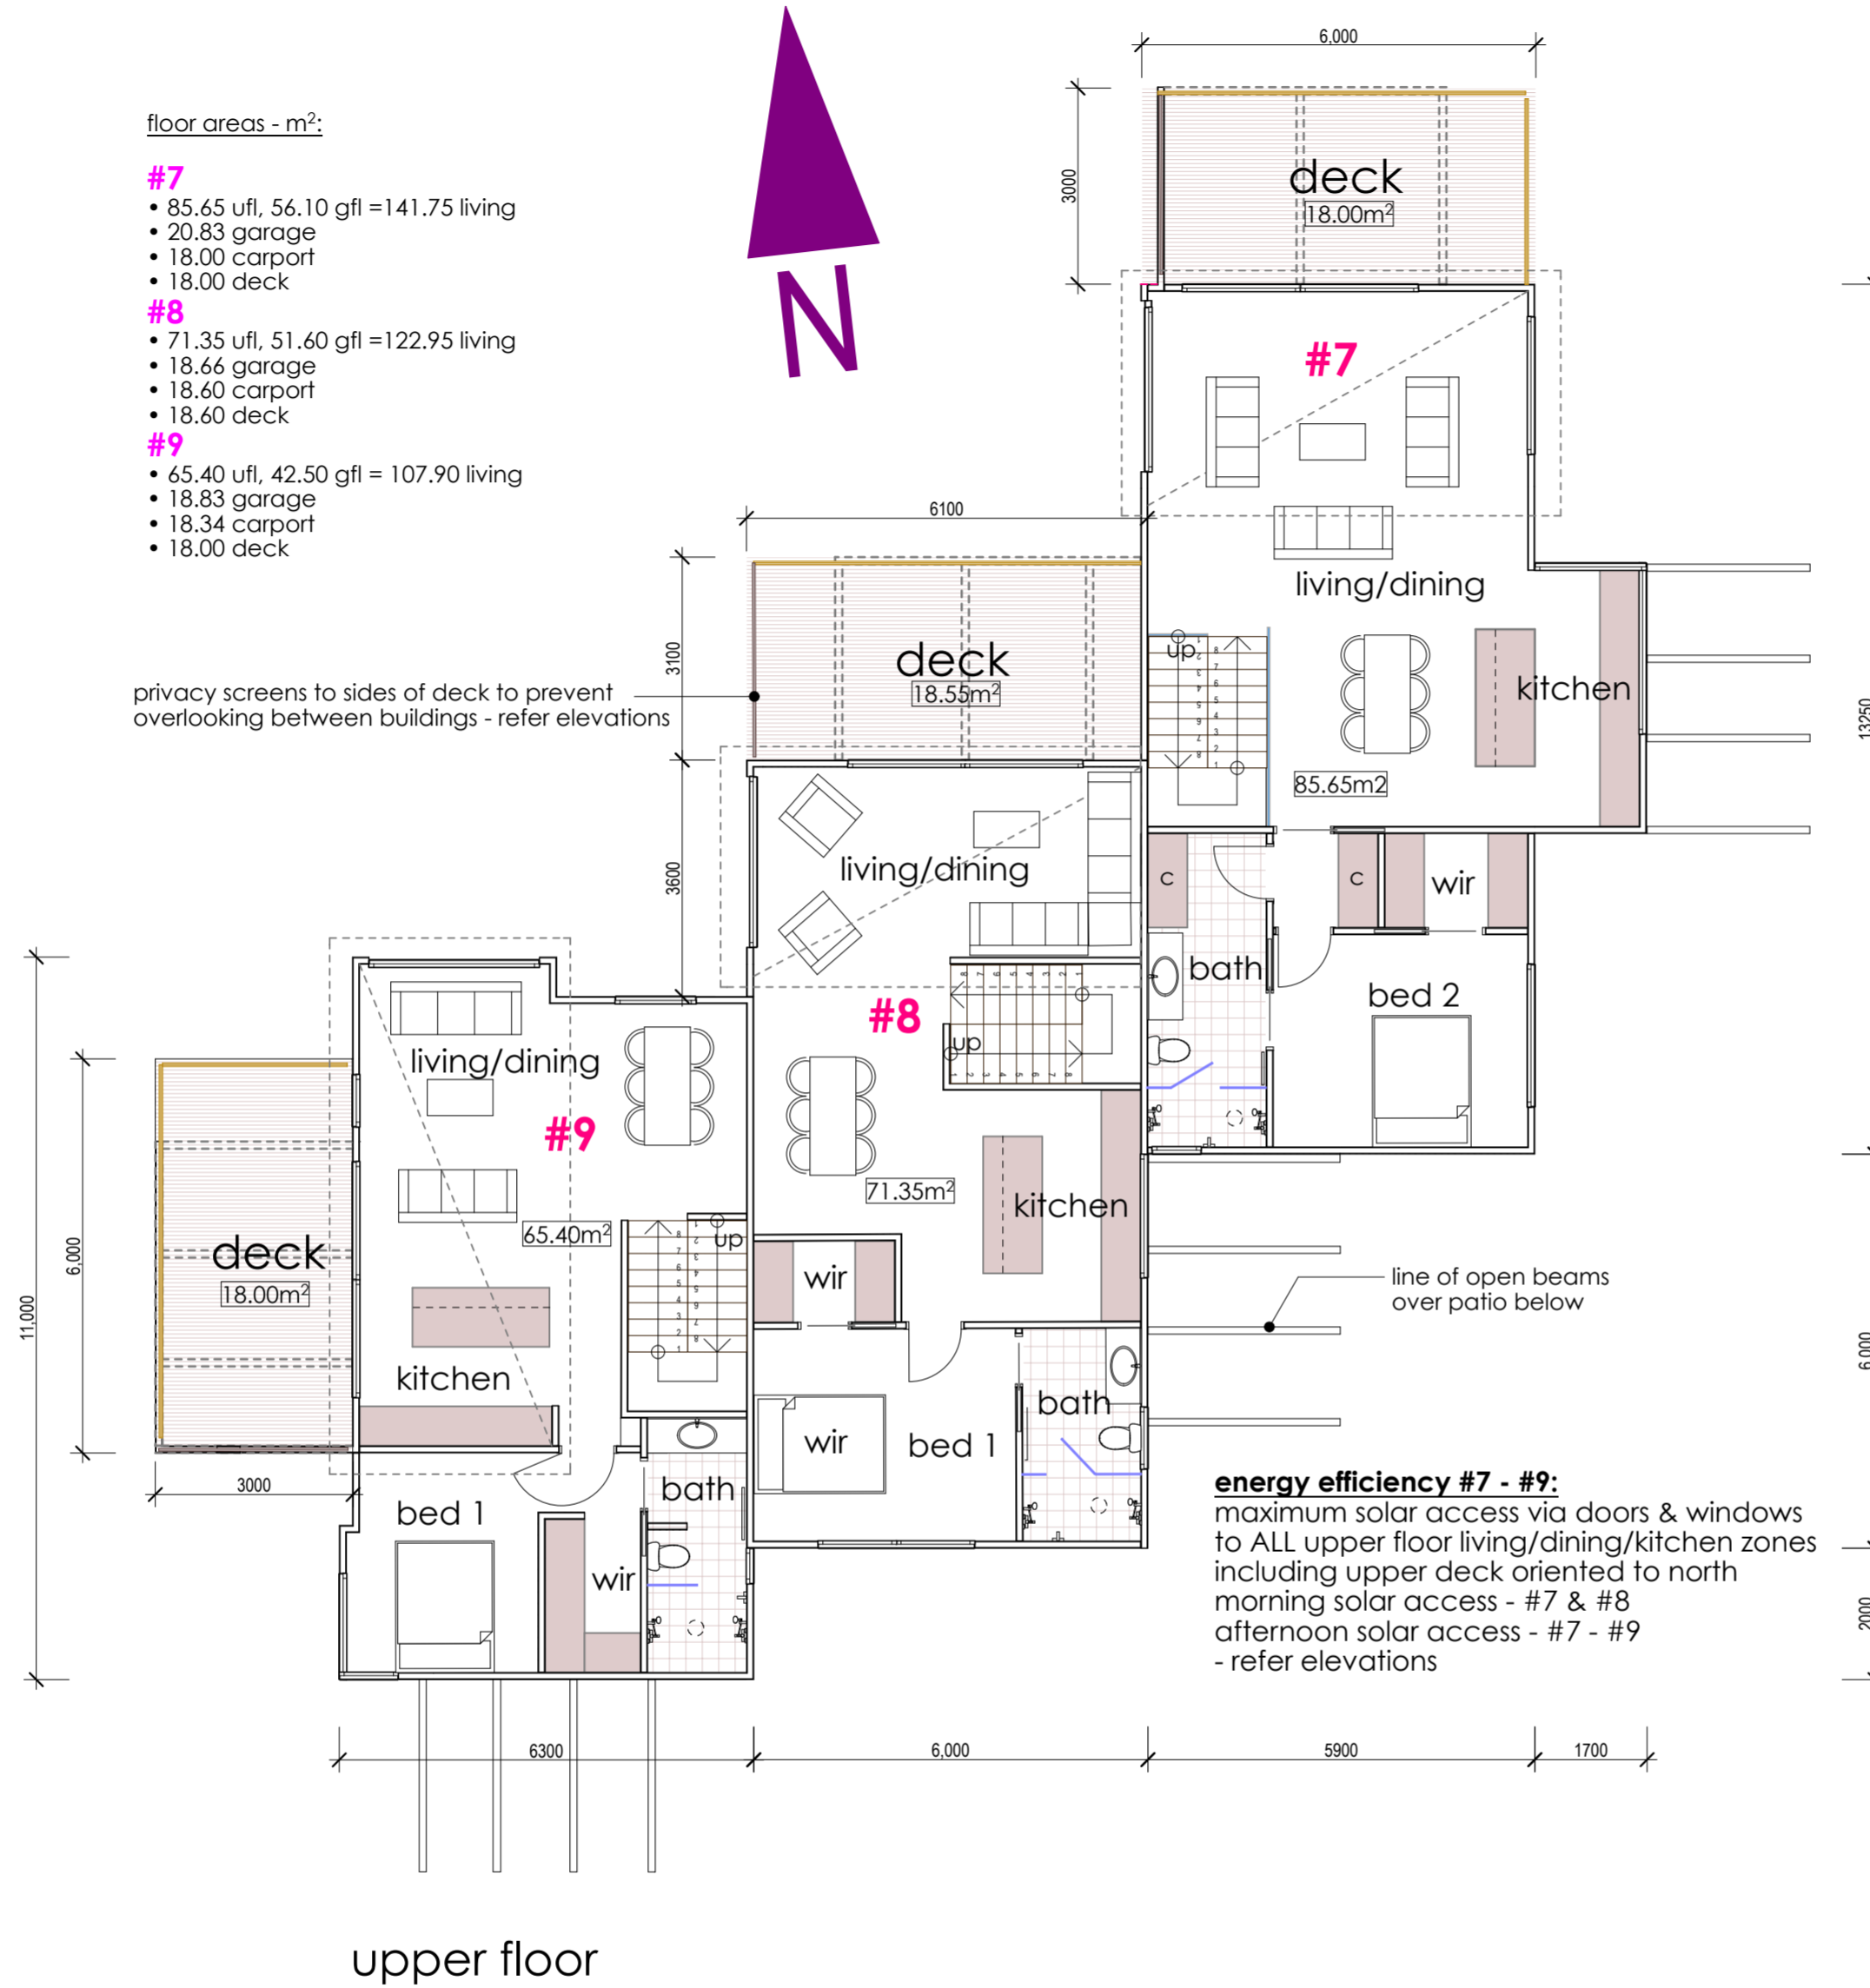 floor areas - m²:
#7
• 85.65 ufl, 56.10 gfl =141.75 living
• 20.83 garage
• 18.00 carport
• 18.00 deck
#8
• 71.35 ufl, 51.60 gfl =122.95 living
• 18.66 garage
• 18.60 carport
• 18.60 deck
#9
• 65.40 ufl, 42.50 gfl = 107.90 living
• 18.83 garage
• 18.34 carport
• 18.00 deck
N
6,000
3000
deck
18.00m²
#7
living/dining
up
kitchen
85.65m2
13250
c
c
wir
bath
bed 2
6100
3100
deck
18.55m²
privacy screens to sides of deck to prevent
overlooking between buildings - refer elevations
3600
living/dining
#8
up
71.35m²
kitchen
wir
wir
bed 1
bath
line of open beams
over patio below
6,000
2000
11,000
6,000
living/dining
#9
deck
18.00m²
65.40m²
up
kitchen
3000
bed 1
bath
wir
energy efficiency #7 - #9:
maximum solar access via doors & windows
to ALL upper floor living/dining/kitchen zones
including upper deck oriented to north
morning solar access - #7 & #8
afternoon solar access - #7 - #9
- refer elevations
6300
6,000
5900
1700
upper floor